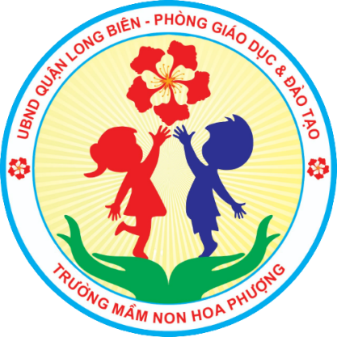 UBND QUẬN LONG BIÊN - PHÒNG GIÁO DỤC & ĐÀO TẠO
TRƯỜNG MẦM NON HOA PHƯỢNG